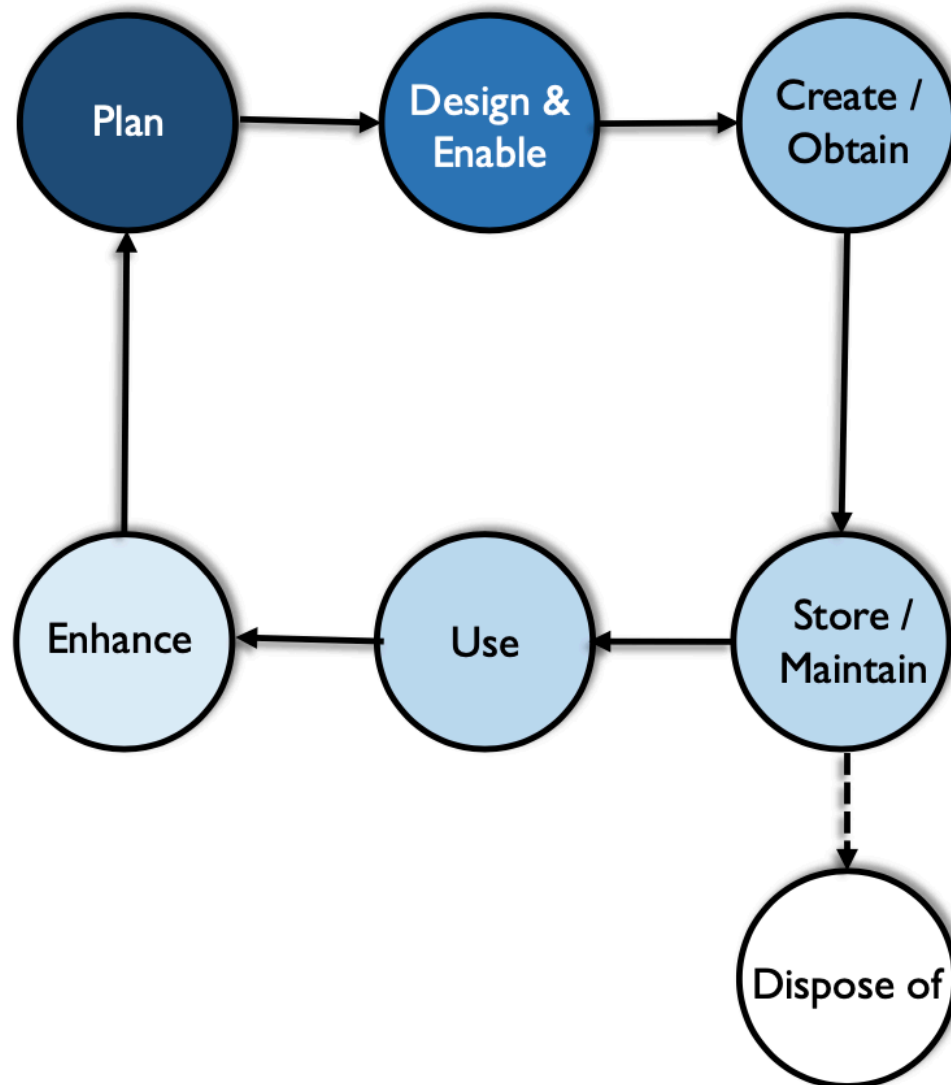 Plan
Design &
Enable
Create /
Obtain
Enhance
Use
Store /
Maintain
Dispose of